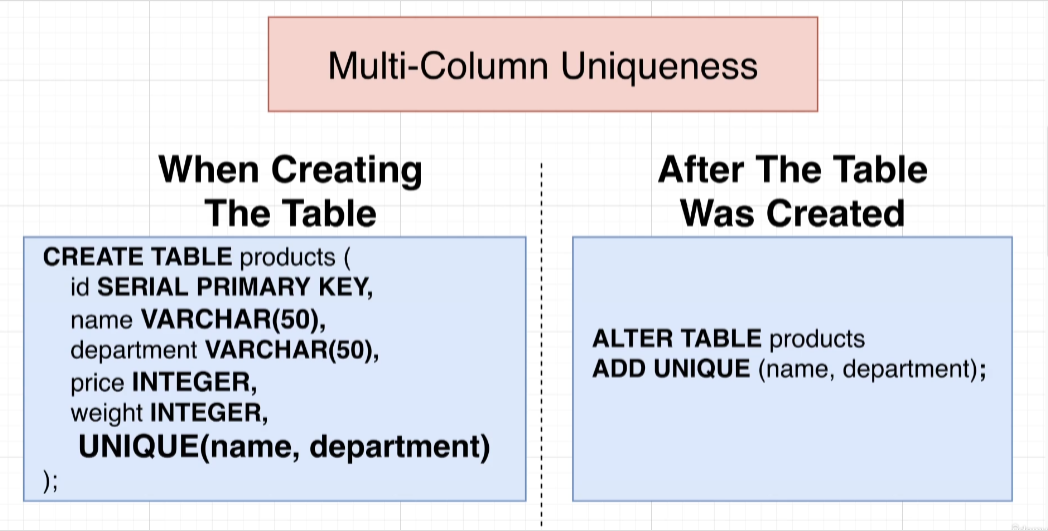 Multi-Column Uniqueness
When Creating
The Table
CREATE TABLE products (
id SERIAL PRIMARY KEY,
name VARCHAR(50),
department VARCHAR(50),
price INTEGER,
weight INTEGER,
UNIQUE(name, department)
);
After The Table
Was Created
ALTER TABLE products
ADD UNIQUE (name, department);